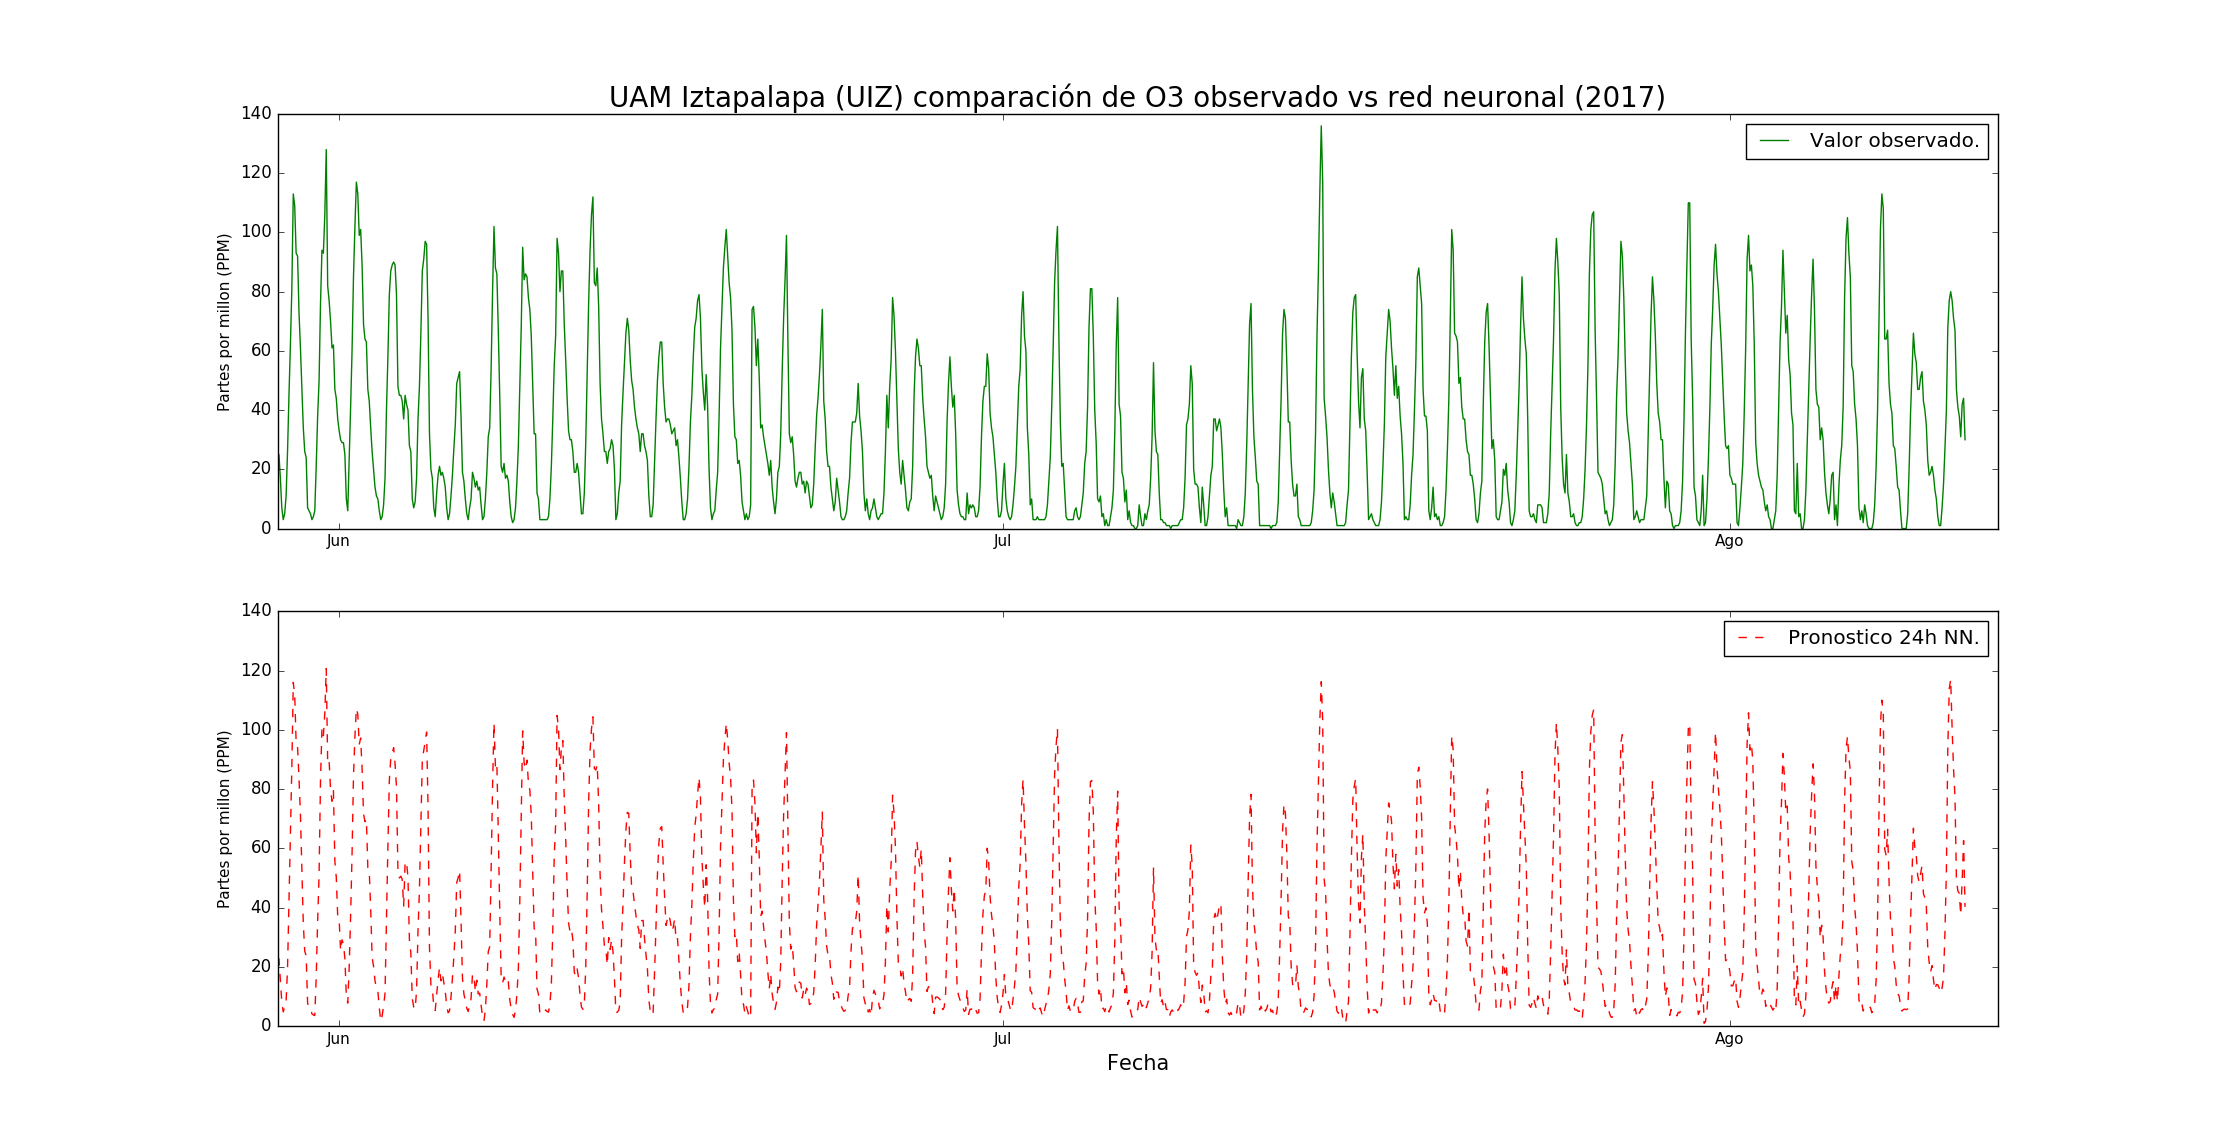 UAM Iztapalapa (UIZ) comparación de O3 observado vs red neuronal (2017)
140
120
100
80
60
40
20
0
Partes por millon (PPM)
Valor observado.
Jun
Jul
Ago
140
120
100
80
60
40
20
0
Partes por millon (PPM)
Pronostico 24h NN.
Jun
Jul
Ago
Fecha